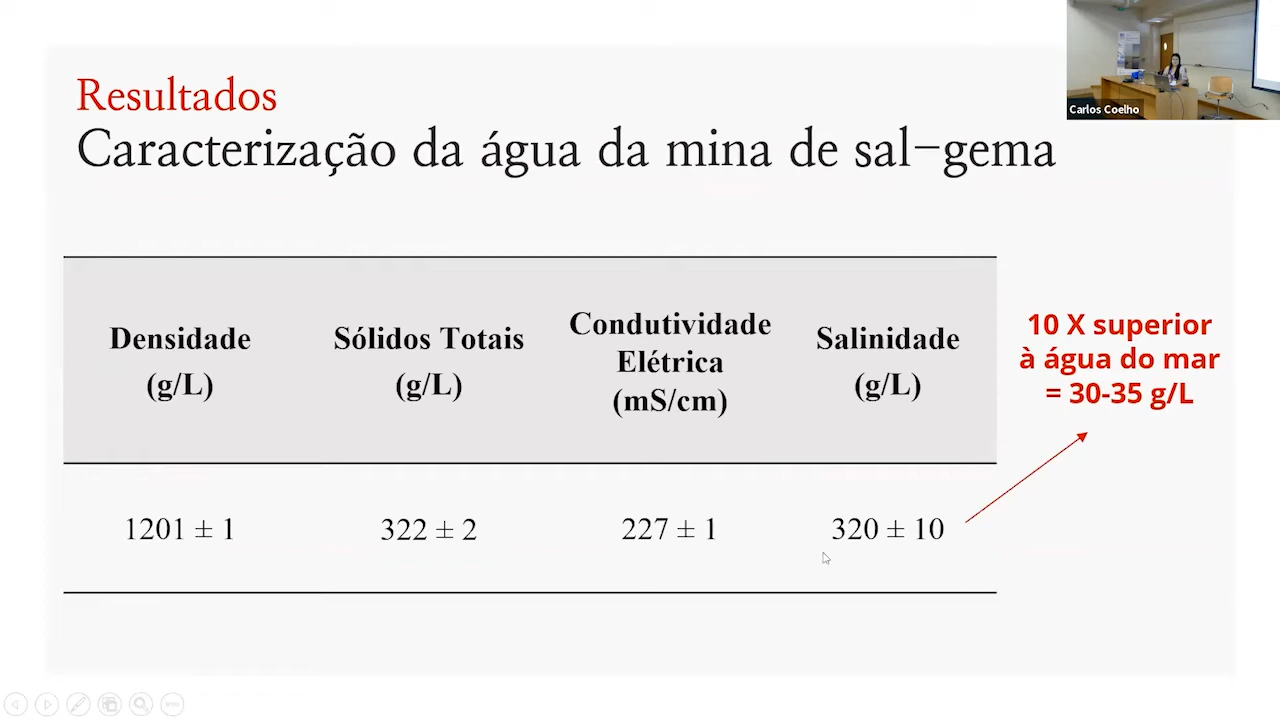 Resultados
Caracterização da água da mina de sal-gema
Carlos Coelho
Densidade
(g/L)
Sólidos Totais
(g/L)
Condutividade
Elétrica
(mS/cm)
Salinidade
(g/L)
10 X superior
à água do mar
= 30-35 g/L
1201 ± 1
322 ± 2
227 ± 1
320 ± 10